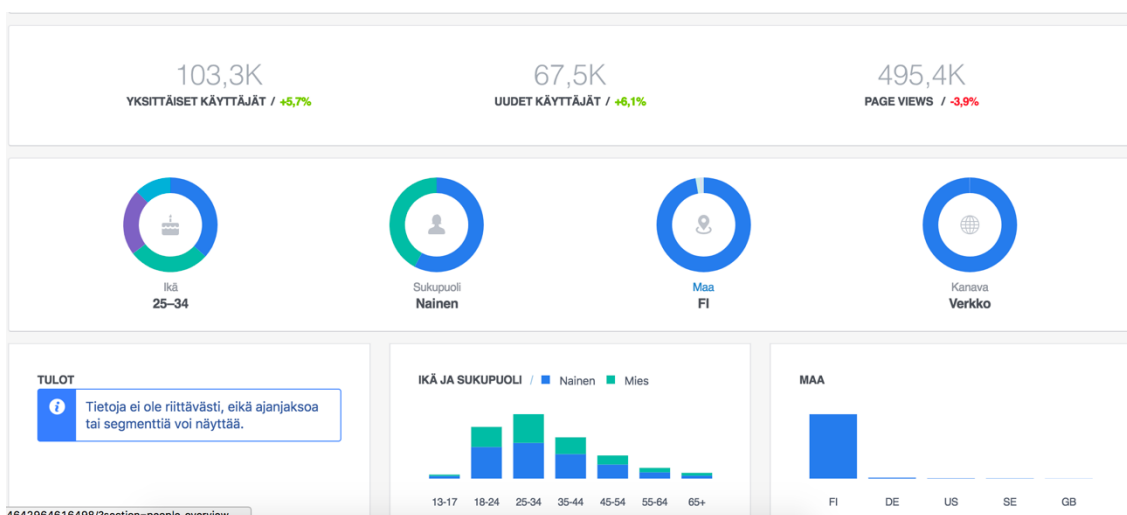 103,3K
YKSITTÄISET KÄYTTÄJÄT / +5,7%
67,5K
UUDET KÄYTTÄJÄT / +6,1%
495,4K
PAGE VIEWS / -3,9%
Ikä
25–34
Sukupuoli
Nainen
Maa
FI
Kanava
Verkko
TULOT
Tietoja ei ole riittävästi, eikä ajanjaksoa
tai segmenttiä voi näyttää.
IKÄ JA SUKUPUOLI / Nainen Mies
13-17 18-24 25-34 35-44 45-54 55-64 65+
MAA
FI DE US SE GB